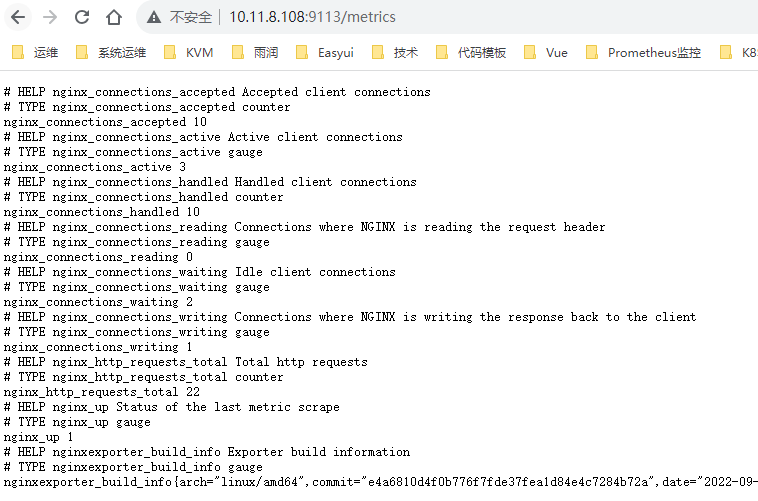 不安全 | 10.11.8.108:9113/metrics
运维 系统运维 KVM 雨润 Easyui 技术 代码模板 Vue Prometheus监控 K8
# HELP nginx_connections_accepted Accepted client connections
# TYPE nginx_connections_accepted counter
nginx_connections_accepted 10
# HELP nginx_connections_active Active client connections
# TYPE nginx_connections_active gauge
nginx_connections_active 3
# HELP nginx_connections_handled Handled client connections
# TYPE nginx_connections_handled counter
nginx_connections_handled 10
# HELP nginx_connections_reading Connections where NGINX is reading the request header
# TYPE nginx_connections_reading gauge
nginx_connections_reading 0
# HELP nginx_connections_waiting Idle client connections
# TYPE nginx_connections_waiting gauge
nginx_connections_waiting 2
# HELP nginx_connections_writing Connections where NGINX is writing the response back to the client
# TYPE nginx_connections_writing gauge
nginx_connections_writing 1
# HELP nginx_http_requests_total Total http requests
# TYPE nginx_http_requests_total counter
nginx_http_requests_total 22
# HELP nginx_up Status of the last metric scrape
# TYPE nginx_up gauge
nginx_up 1
# HELP nginxexporter_build_info Exporter build information
# TYPE nginxexporter_build_info gauge
nginxexporter_build_info{arch="linux/amd64",commit="e4a6810d4f0b776f7fde37fea1d84e4c7284b72a",date="2022-09-